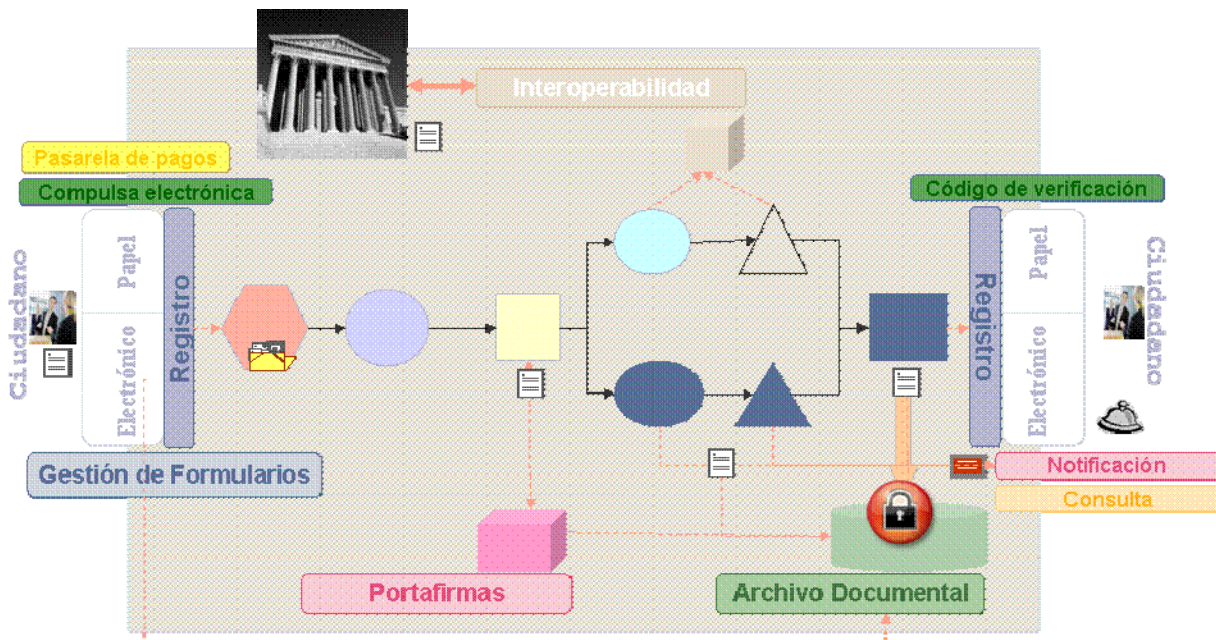 Interoperabilidad
Pasarela de pagos
Compulsa electrónica
Código de verificación
Ciudadano
Papel
Electrónico
Registro
Registro
Papel
Electrónico
Ciudadano
Gestión de Formularios
Notificación
Consulta
Portafirmas
Archivo Documental